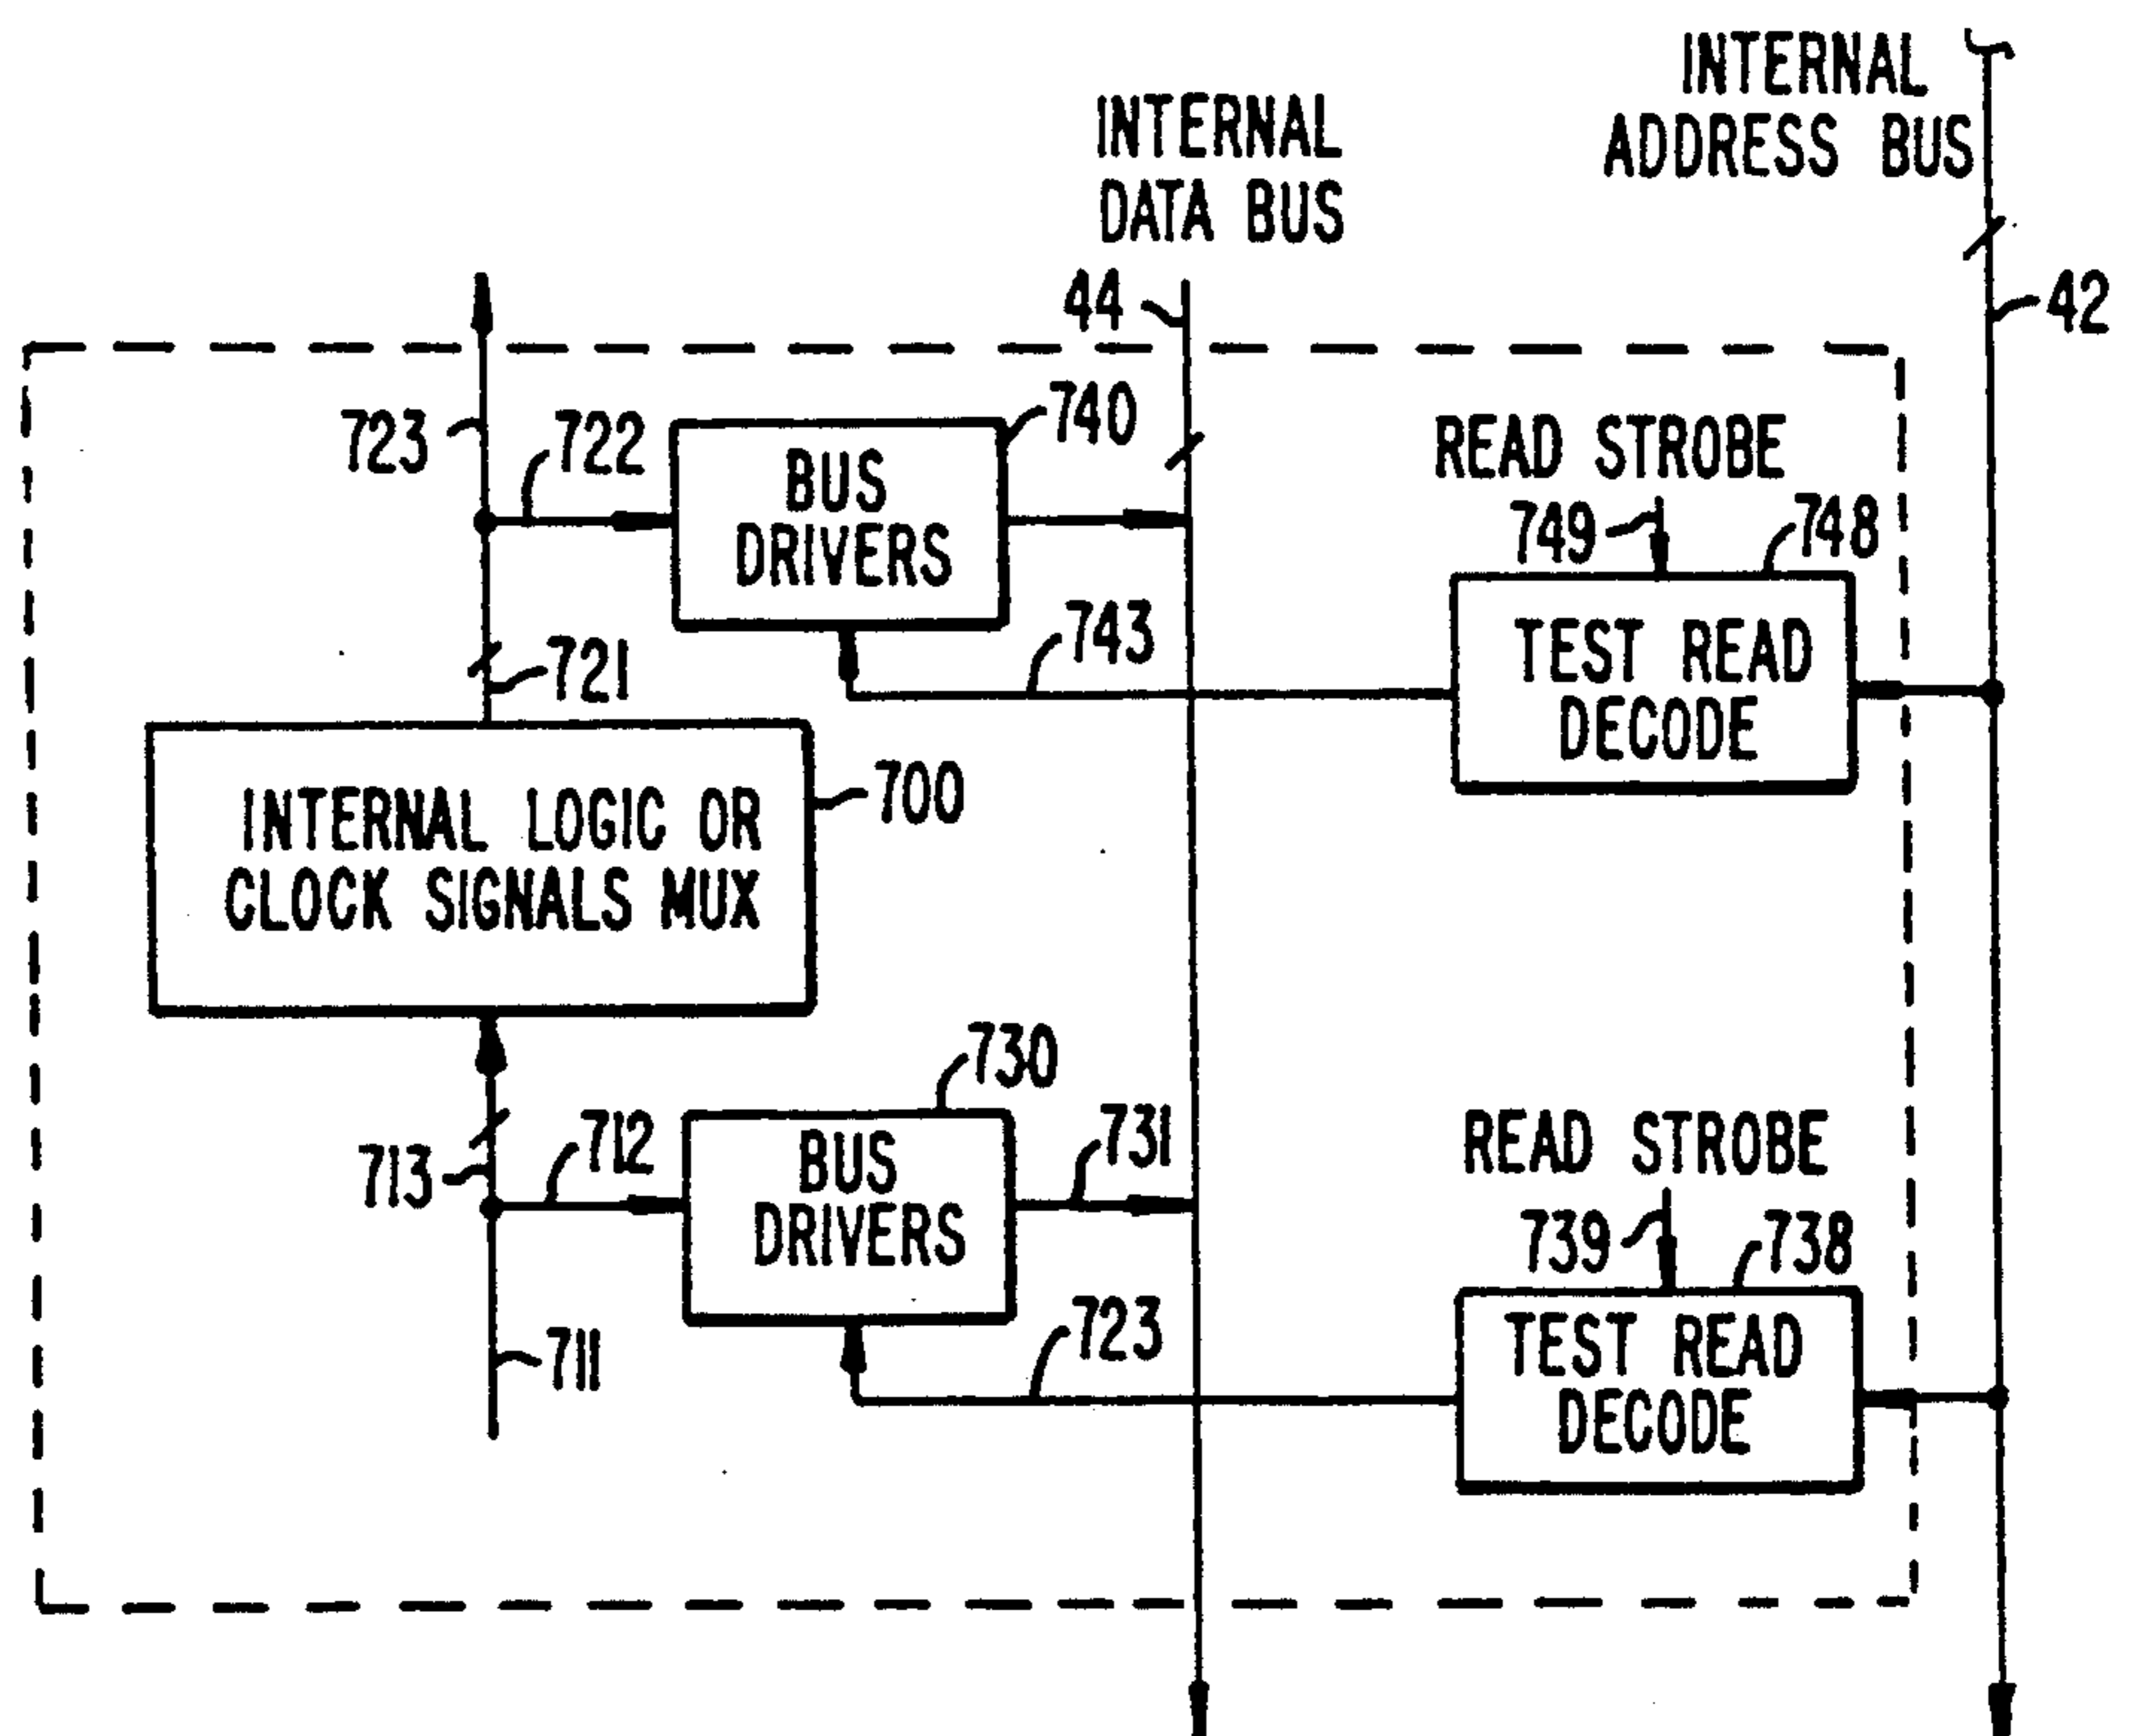 INTERNAL
ADDRESS BUS
INTERNAL
DATA BUS
44
42
723
722
740
BUS
DRIVERS
READ STROBE
749
748
743
721
TEST READ
DECODE
700
INTERNAL LOGIC OR
CLOCK SIGNALS MUX
730
713
712
731
BUS
DRIVERS
READ STROBE
739
738
723
711
TEST READ
DECODE